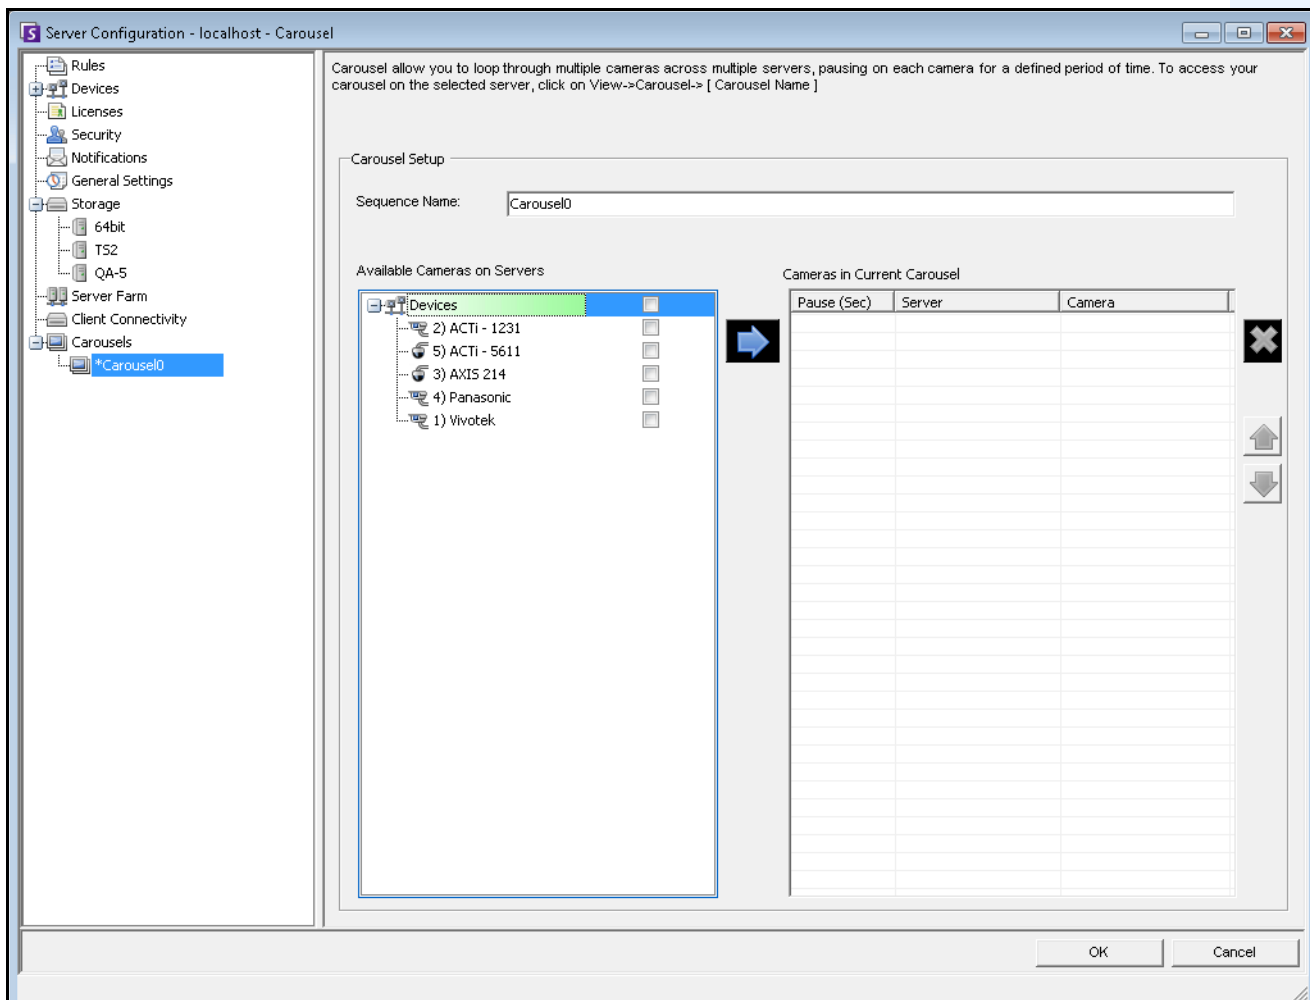 Server Configuration - localhost - Carousel
Rules
Devices
Licenses
Security
Notifications
General Settings
Storage
64bit
TS2
QA-5
Server Farm
Client Connectivity
Carousels
*Carousel0
Carousel allow you to loop through multiple cameras across multiple servers, pausing on each camera for a defined period of time. To access your
carousel on the selected server, click on View->Carousel-> [ Carousel Name ]
Carousel Setup
Sequence Name:
Carousel0
Available Cameras on Servers
Devices
2) ACTi - 1231
5) ACTi - 5611
3) AXIS 214
4) Panasonic
1) Vivotek
Cameras in Current Carousel
Pause (Sec) Server Camera
OK Cancel